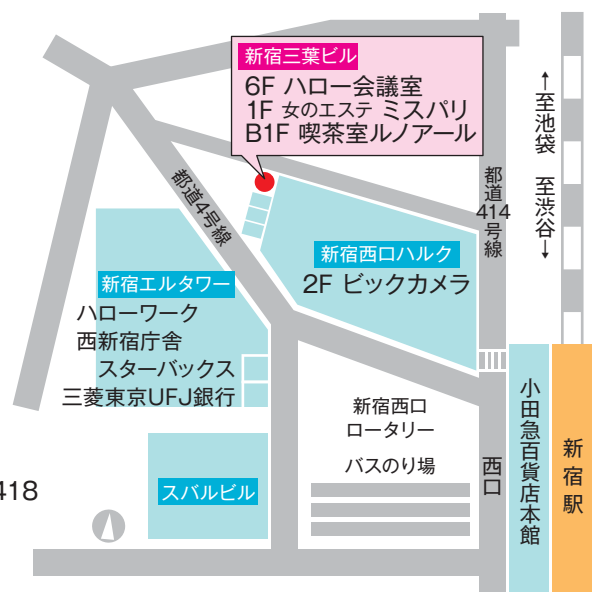 新宿三葉ビル
6F ハロー会議室
1F 女のエステ ミスパリ
B1F 喫茶室ルノアール
←至池袋 至渋谷→
都道414号線
都道4号線
新宿西口ハルク
2F ビックカメラ
新宿エルタワー
ハローワーク
西新宿庁舎
スターバックス
三菱東京UFJ銀行
新宿西口
ロータリー
バスのり場
西口
小田急百貨店本館
新宿駅
スバルビル
418